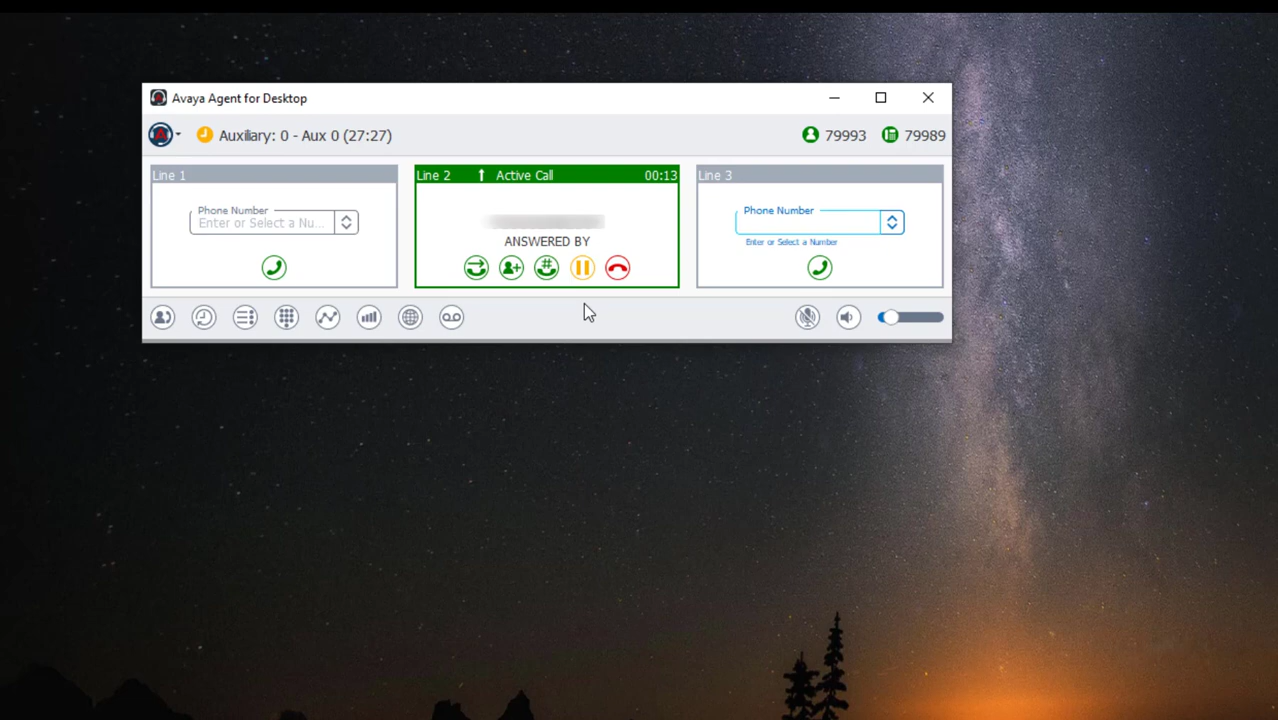 Avaya Agent for Desktop
Auxiliary: 0 - Aux 0 (27:27)
79993
79989
Line 1
Phone Number
Enter or Select a Nu...
Line 2
Active Call
00:13
ANSWERED BY
Line 3
Phone Number
Enter or Select a Number